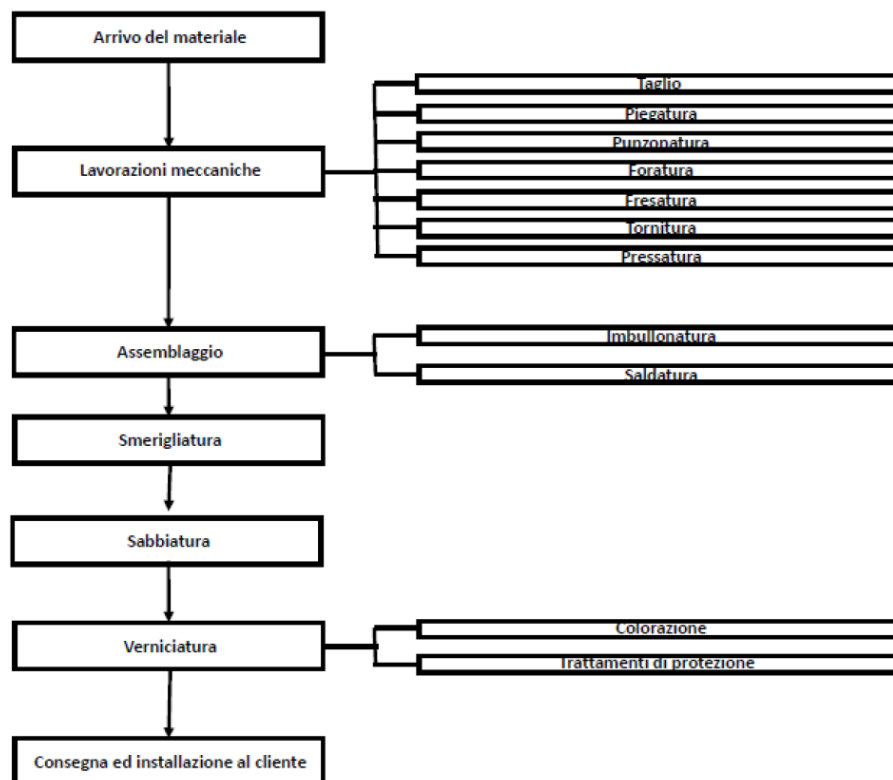 Arrivo del materiale
Lavorazioni meccaniche
Taglio
Piegatura
Punzonatura
Foratura
Fresatura
Tornitura
Pressatura
Assemblaggio
Imbullonatura
Saldatura
Smerigliatura
Sabbiatura
Verniciatura
Colorazione
Trattamenti di protezione
Consegna ed installazione al cliente